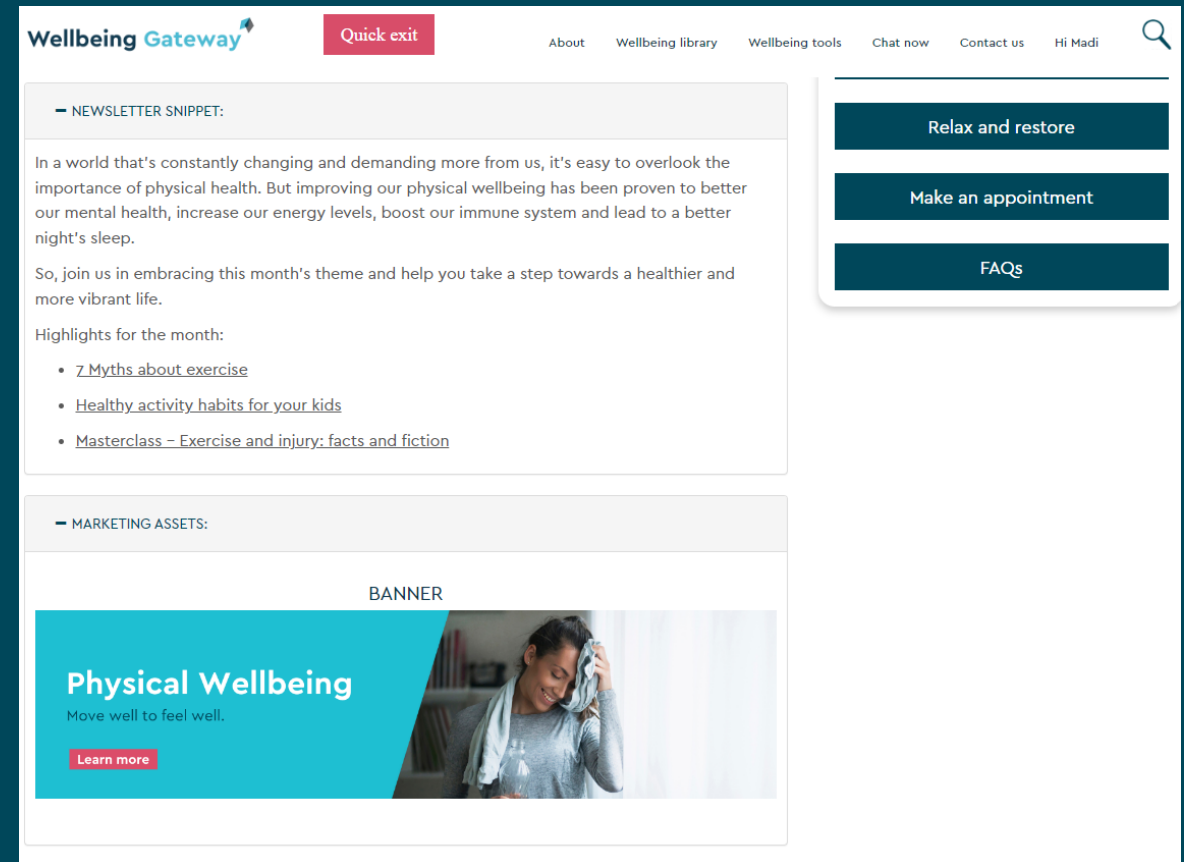 Wellbeing Gateway
Quick exit
About Wellbeing library Wellbeing tools Chat now Contact us Hi Madi
– NEWSLETTER SNIPPET:
In a world that's constantly changing and demanding more from us, it's easy to overlook the
importance of physical health. But improving our physical wellbeing has been proven to better
our mental health, increase our energy levels, boost our immune system and lead to a better
night's sleep.
So, join us in embracing this month's theme and help you take a step towards a healthier and
more vibrant life.
Highlights for the month:
• 7 Myths about exercise
• Healthy activity habits for your kids
• Masterclass – Exercise and injury: facts and fiction
Relax and restore
Make an appointment
FAQs
– MARKETING ASSETS:
BANNER
Physical Wellbeing
Move well to feel well.
Learn more